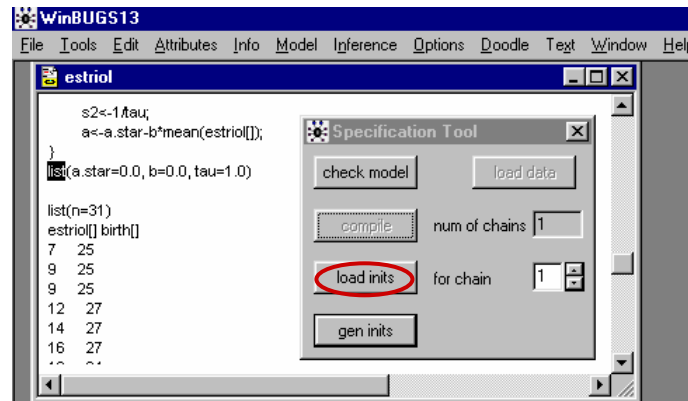 WinBUGS13
File Tools Edit Attributes Info Model Inference Options Doodle Text Window Help
estriol
s2<-1/tau;
a<-a.star-b*mean(estriol[]);
}
list(a.star=0.0, b=0.0, tau=1.0)
list(n=31)
estriol[] birth[]
7 25
9 25
9 25
12 27
14 27
16 27
Specification Tool
check model load data
compile num of chains 1
load inits for chain 1
gen inits